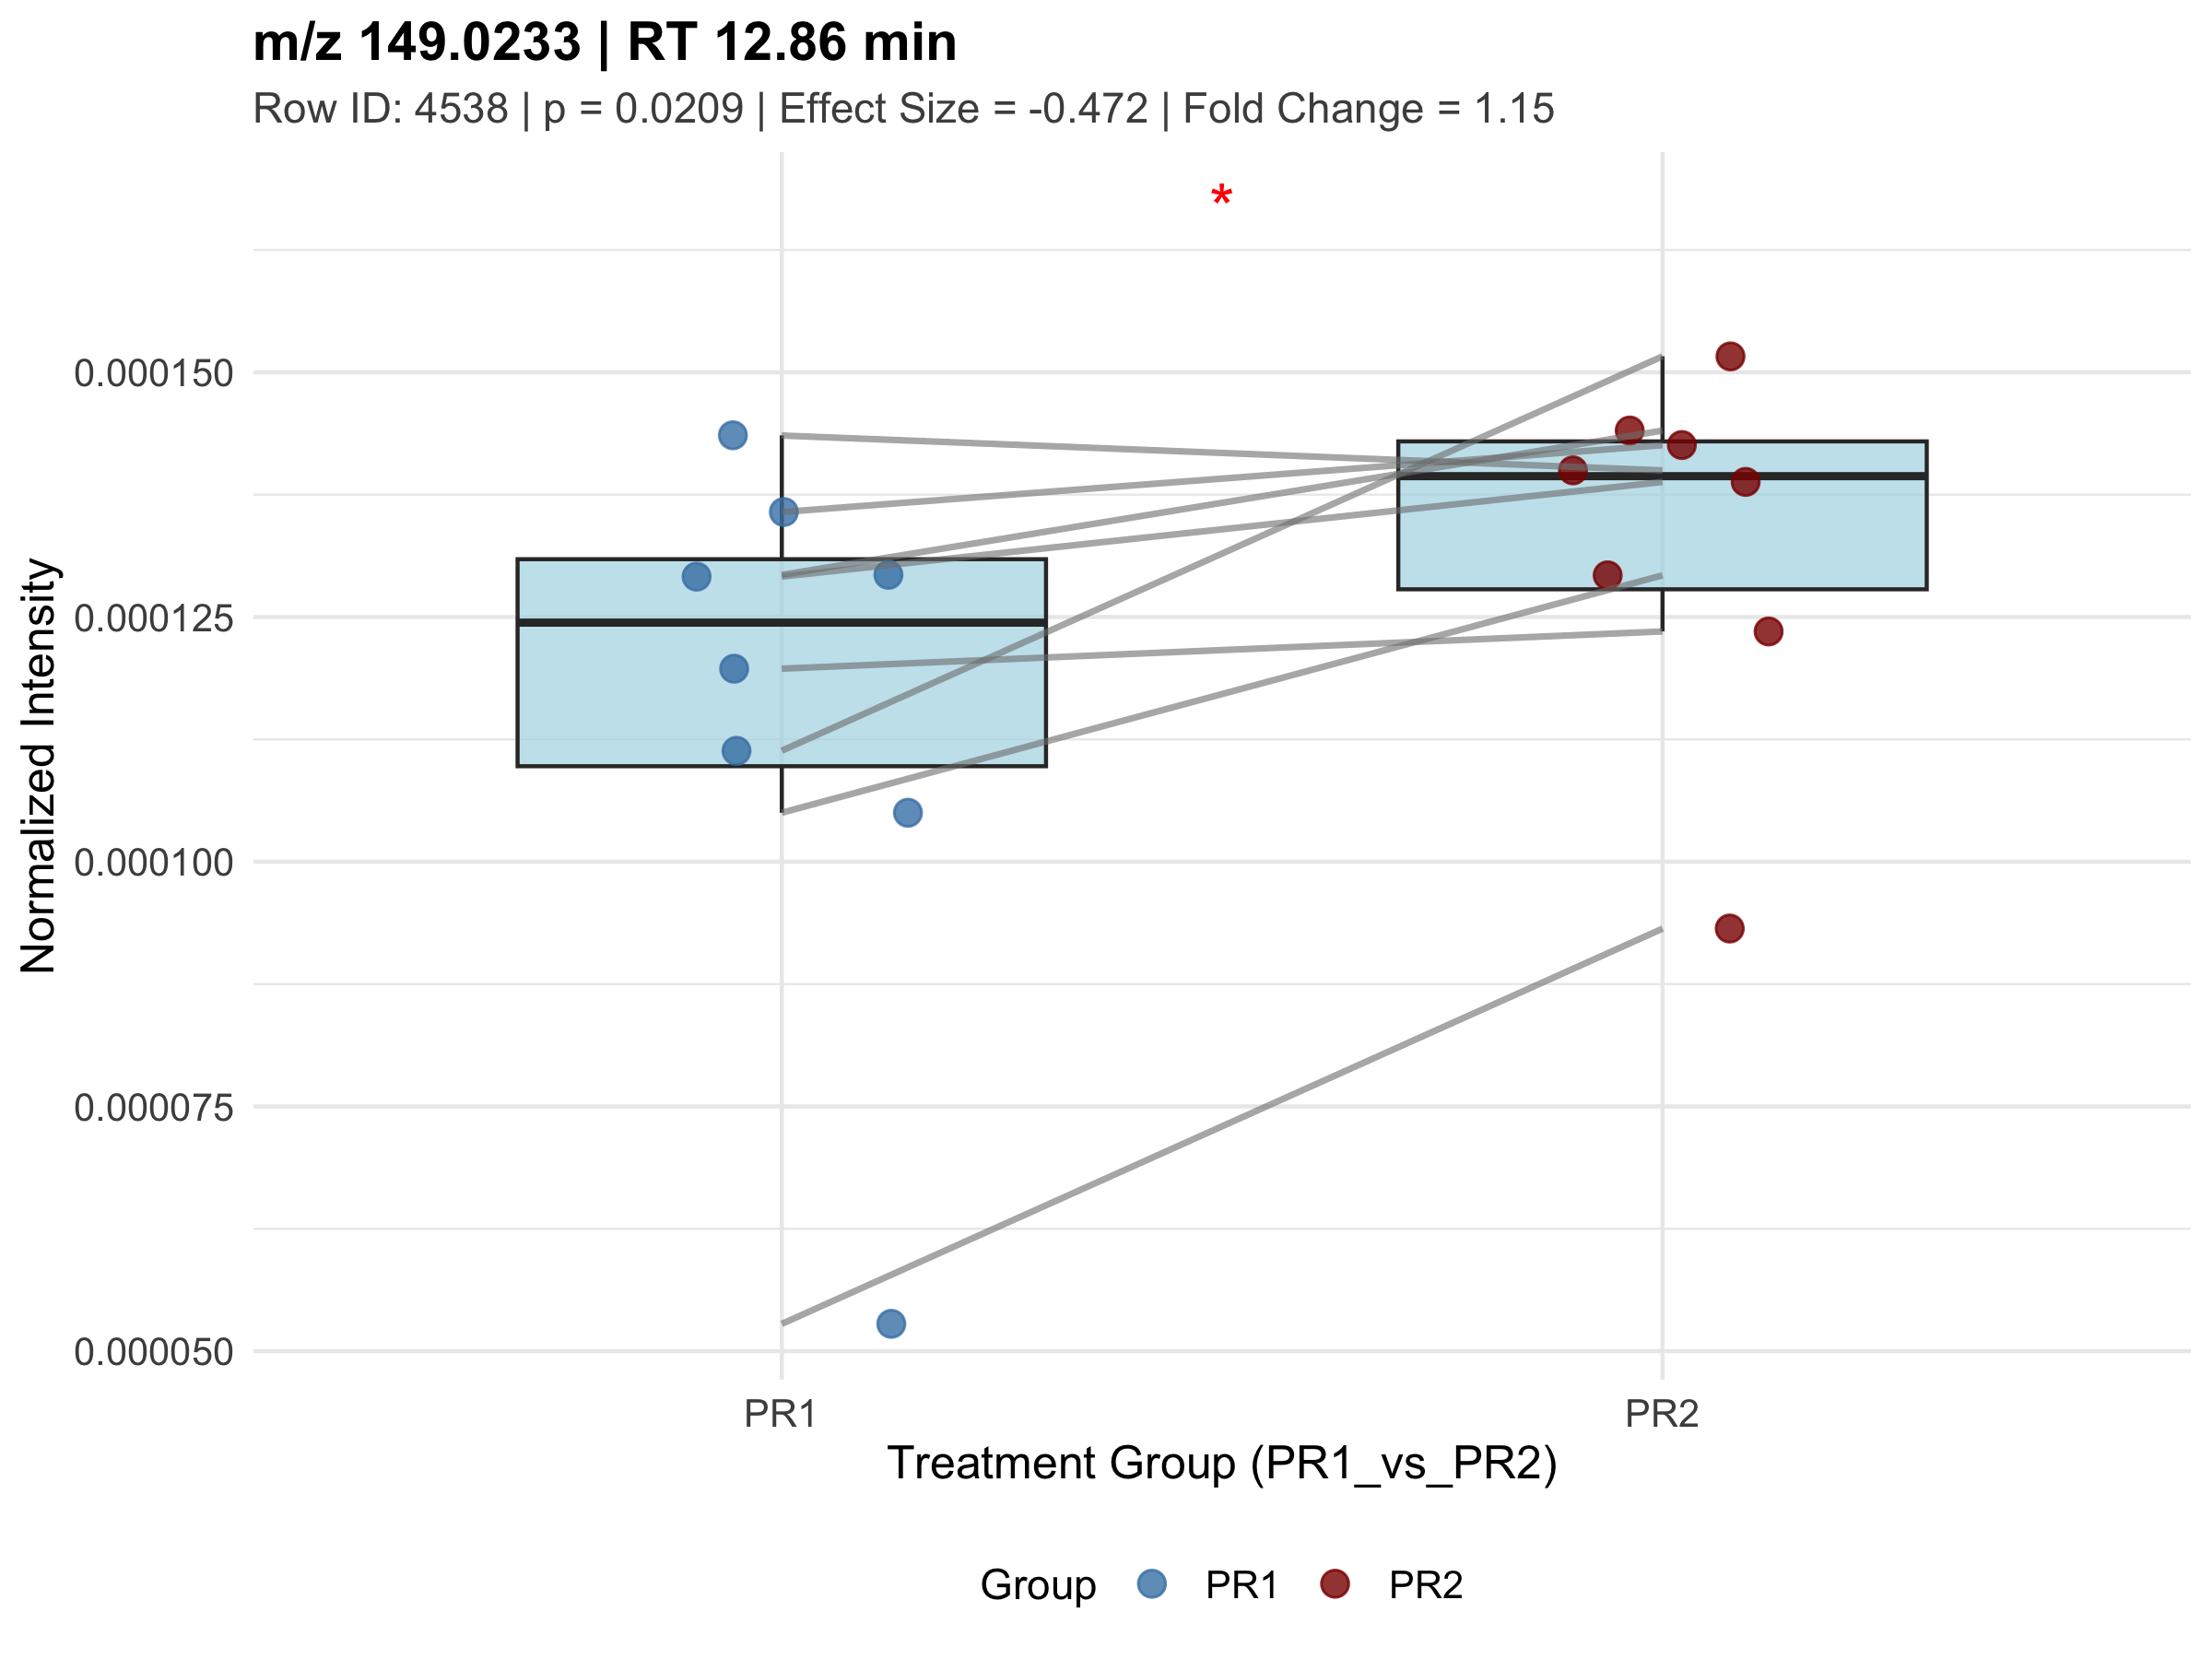 m/z 149.0233 | RT 12.86 min
Row ID: 4538 | p = 0.0209 | Effect Size = -0.472 | Fold Change = 1.15
*
Normalized Intensity
0.000150
0.000125
0.000100
0.000075
0.000050
PR1
PR2
Treatment Group (PR1_vs_PR2)
Group PR1 PR2